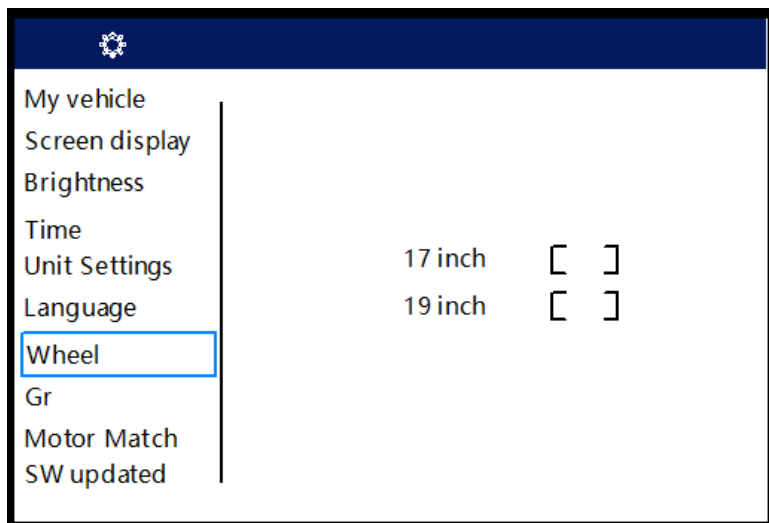 My vehicle
Screen display
Brightness
Time
Unit Settings
Language
Wheel
Gr
Motor Match
SW updated
17 inch [ ]
19 inch [ ]